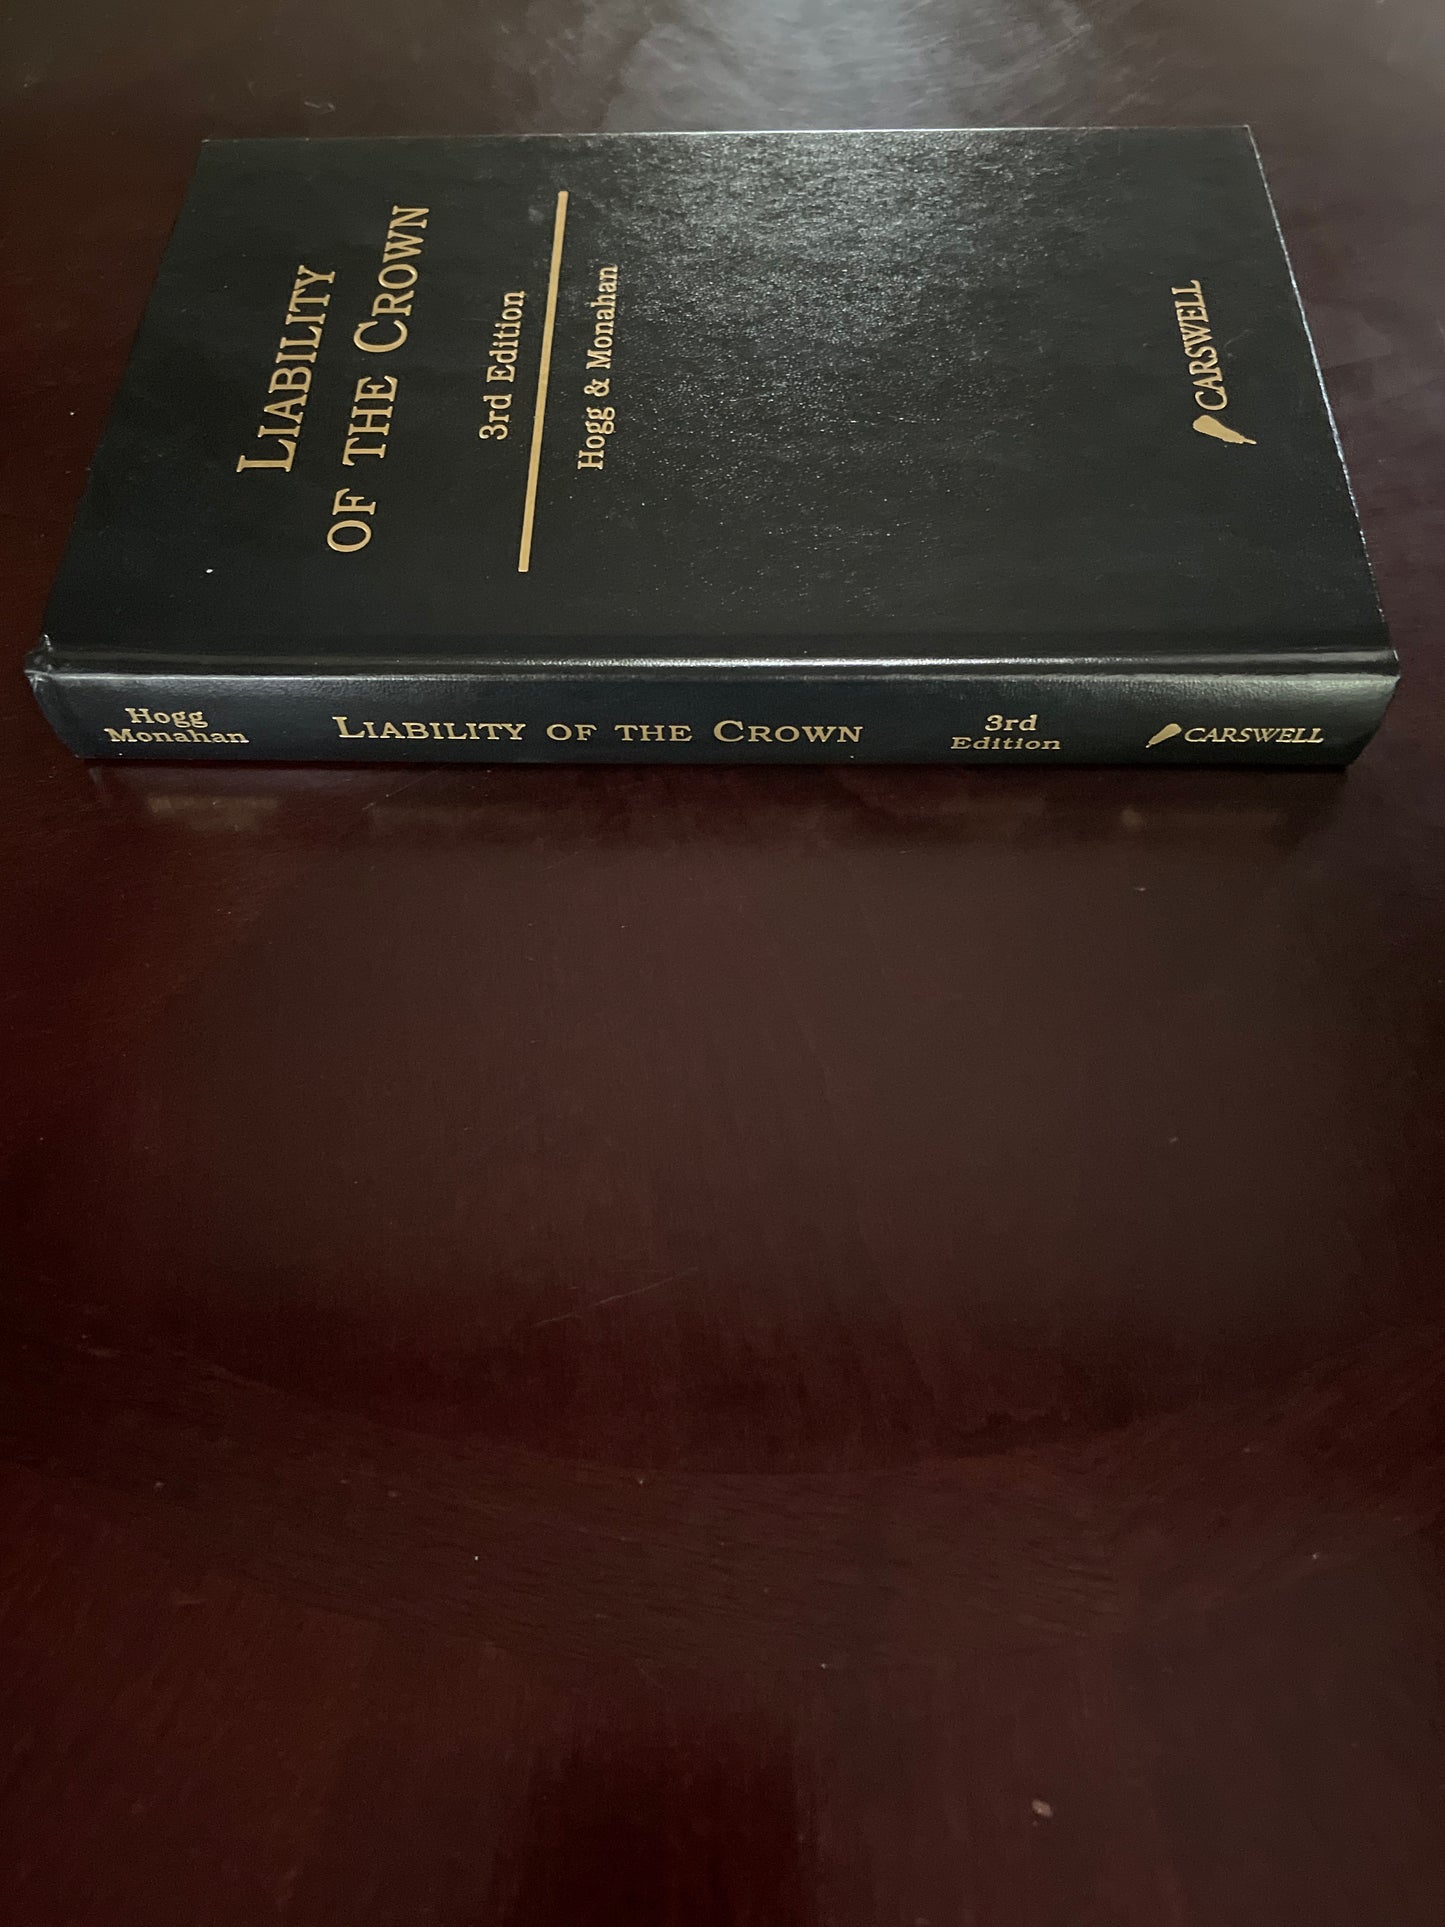 LIABILITY
OF THE CROWN
3rd Edition
Hogg & Monahan
CARSWELL
Hogg
Monahan
LIABILITY OF THE CROWN
3rd
Edition
CARSWELL